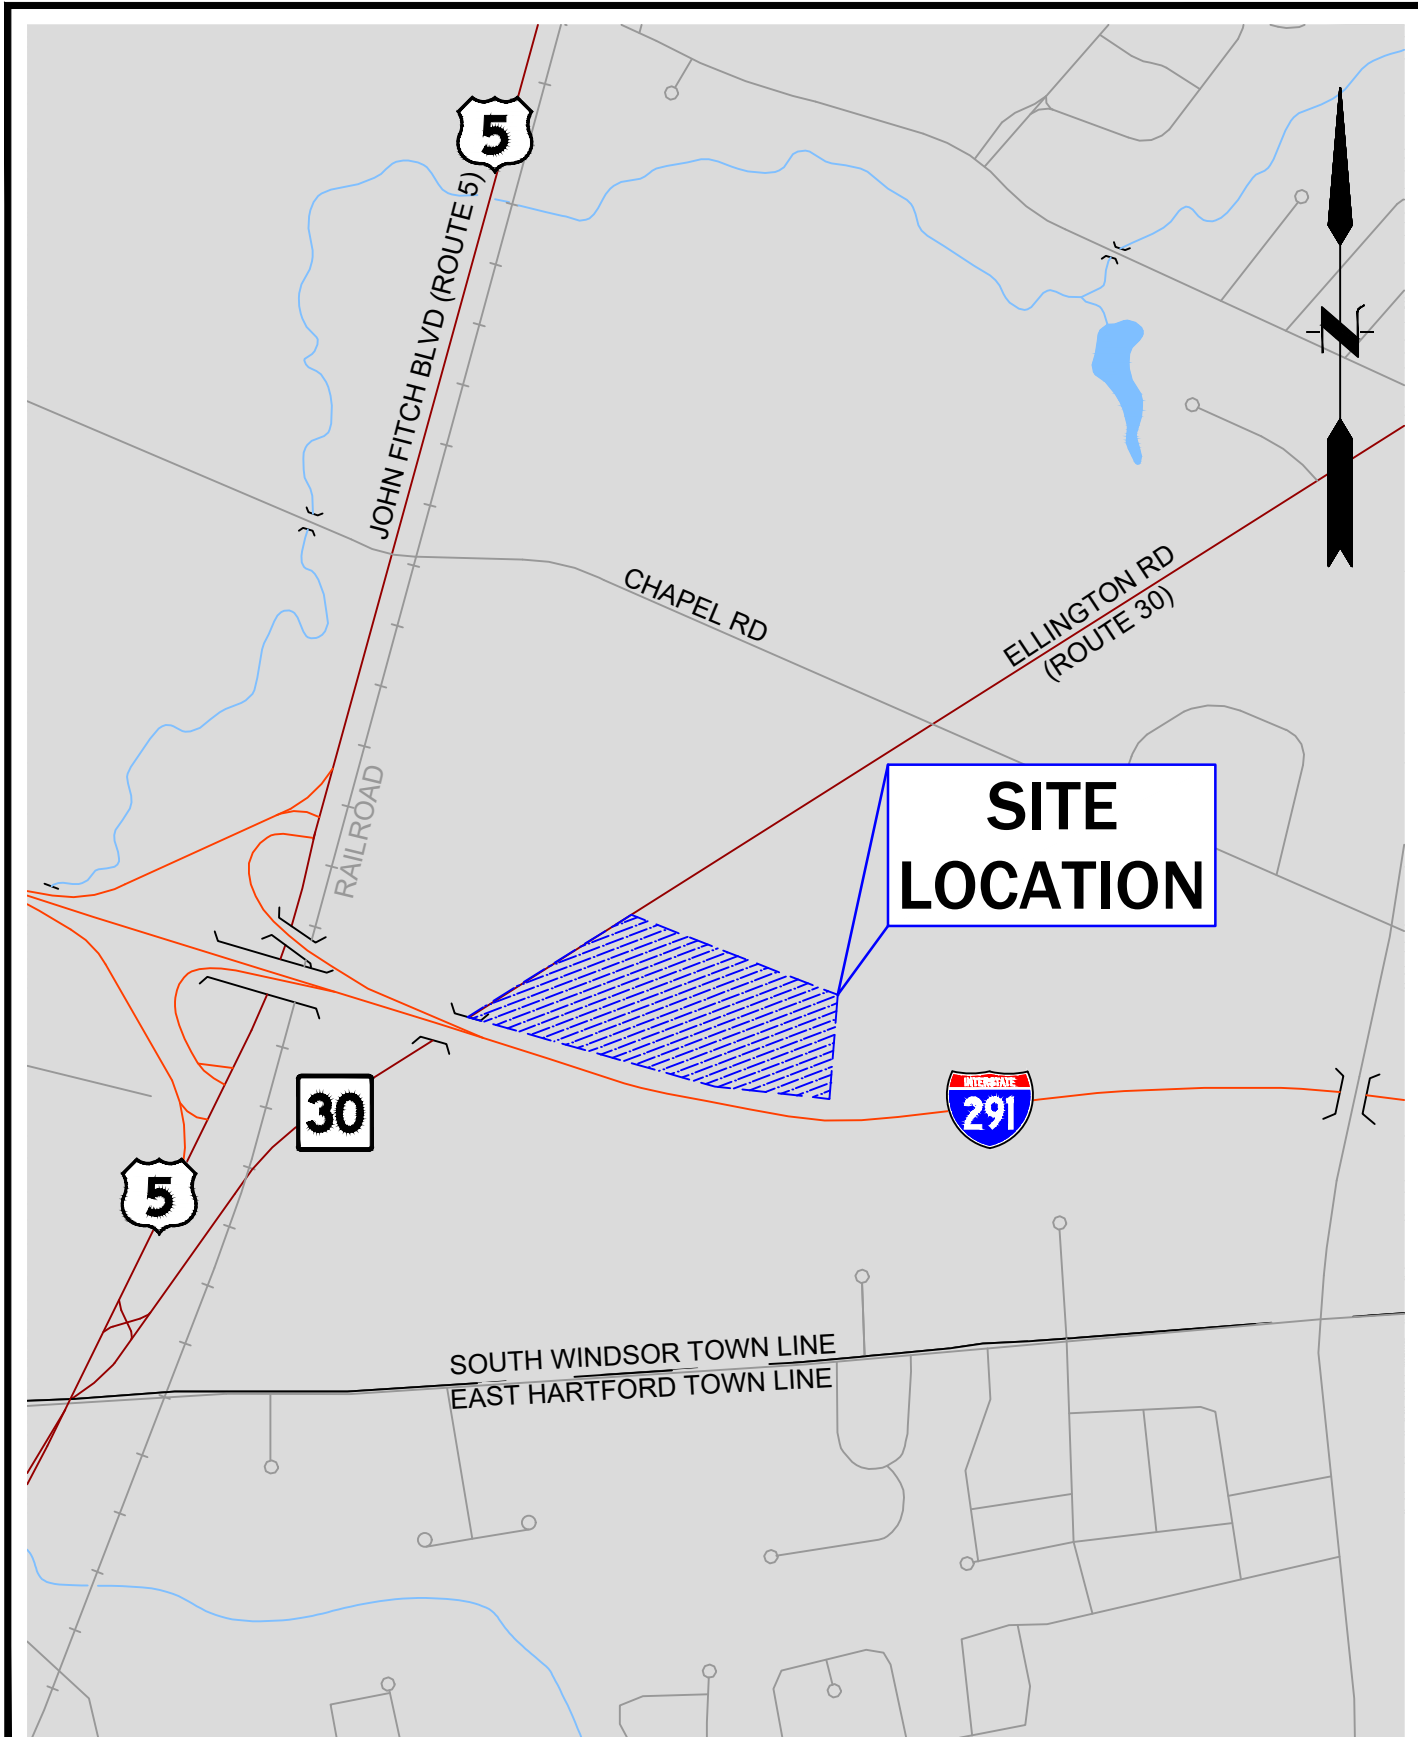 5
JOHN FITCH BLVD (ROUTE 5)
N
CHAPEL RD
ELLINGTON RD
(ROUTE 30)
RAILROAD
SITE
LOCATION
INTERSTATE
291
30
5
SOUTH WINDSOR TOWN LINE
EAST HARTFORD TOWN LINE